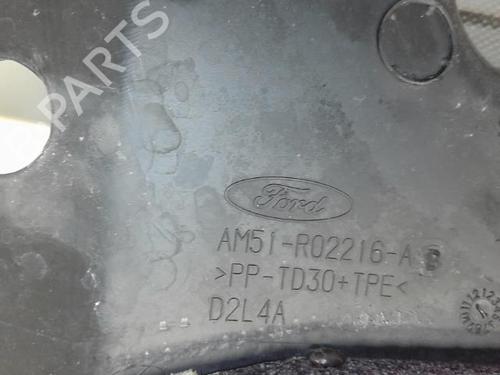 PARTS
Ford
AM51-R02216-A
>PP-TD30+TPE<
D2L4A